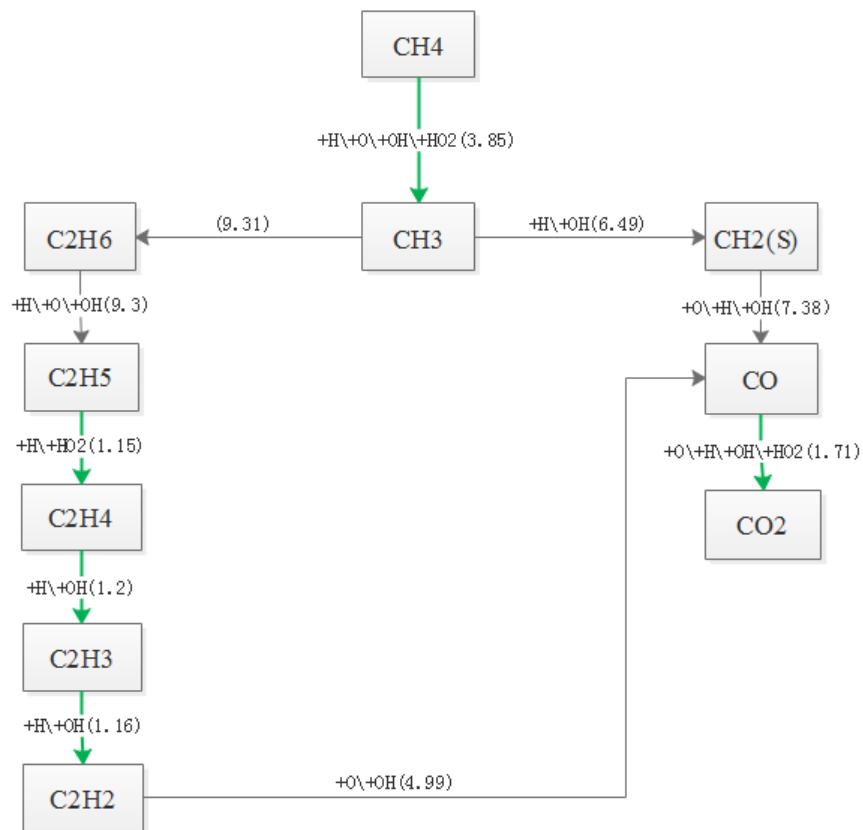 CH4
+H\+O\+OH\+HO2(3.85)
C2H6
(9.31)
CH3
+H\+OH(6.49)
CH2(S)
+H\+O\+OH(9.3)
+O\+H\+OH(7.38)
C2H5
CO
+H\+HO2(1.15)
+O\+H\+OH\+HO2(1.71)
C2H4
CO2
+H\+OH(1.2)
C2H3
+H\+OH(1.16)
C2H2
+O\+OH(4.99)